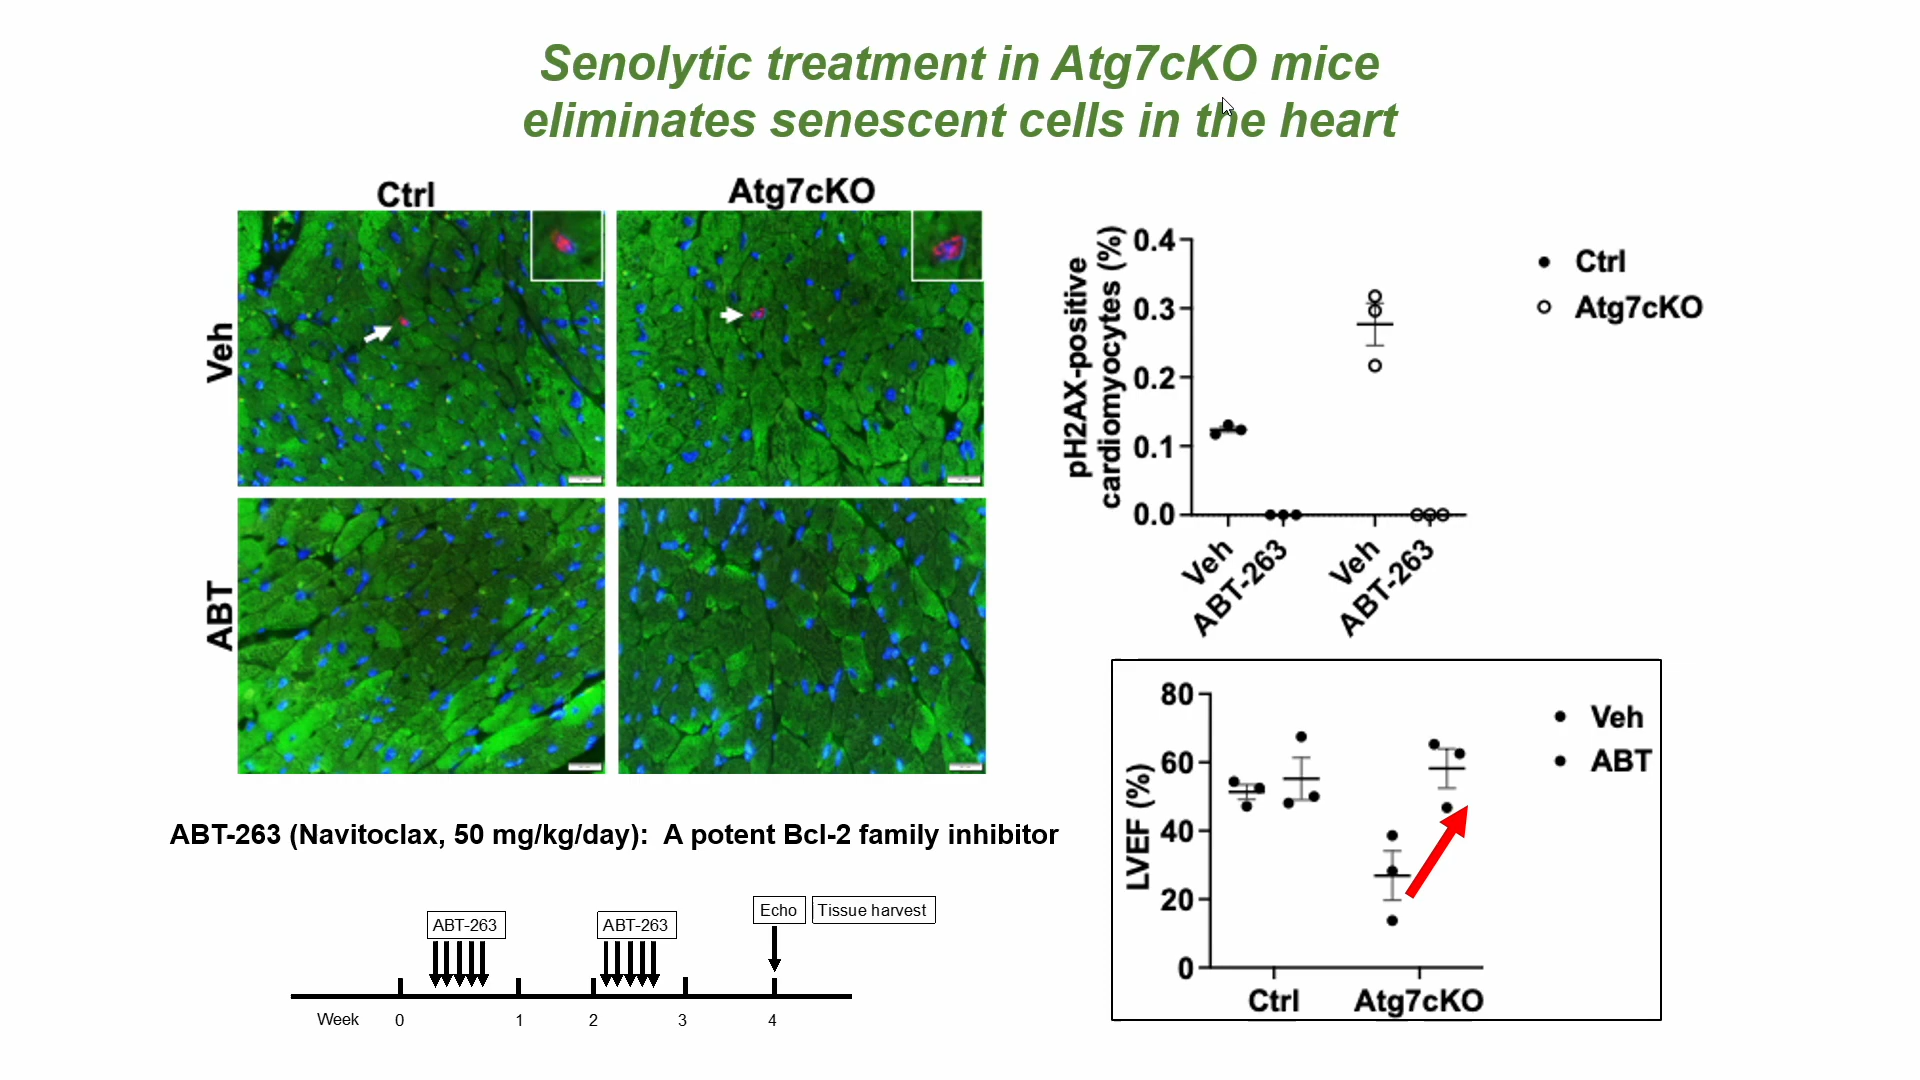 Senolytic treatment in Atg7cKO mice
eliminates senescent cells in the heart
Ctrl
Atg7cKO
Veh
ABT
pH2AX-positive
cardiomyocytes (%)
0.4
0.3
0.2
0.1
0.0
Veh
ABT-263
Veh
ABT-263
Ctrl
Atg7cKO
LVEF (%)
80
60
40
20
0
Ctrl
Atg7cKO
Veh
ABT
ABT-263 (Navitoclax, 50 mg/kg/day): A potent Bcl-2 family inhibitor
ABT-263
ABT-263
Echo
Tissue harvest
Week 0 1 2 3 4